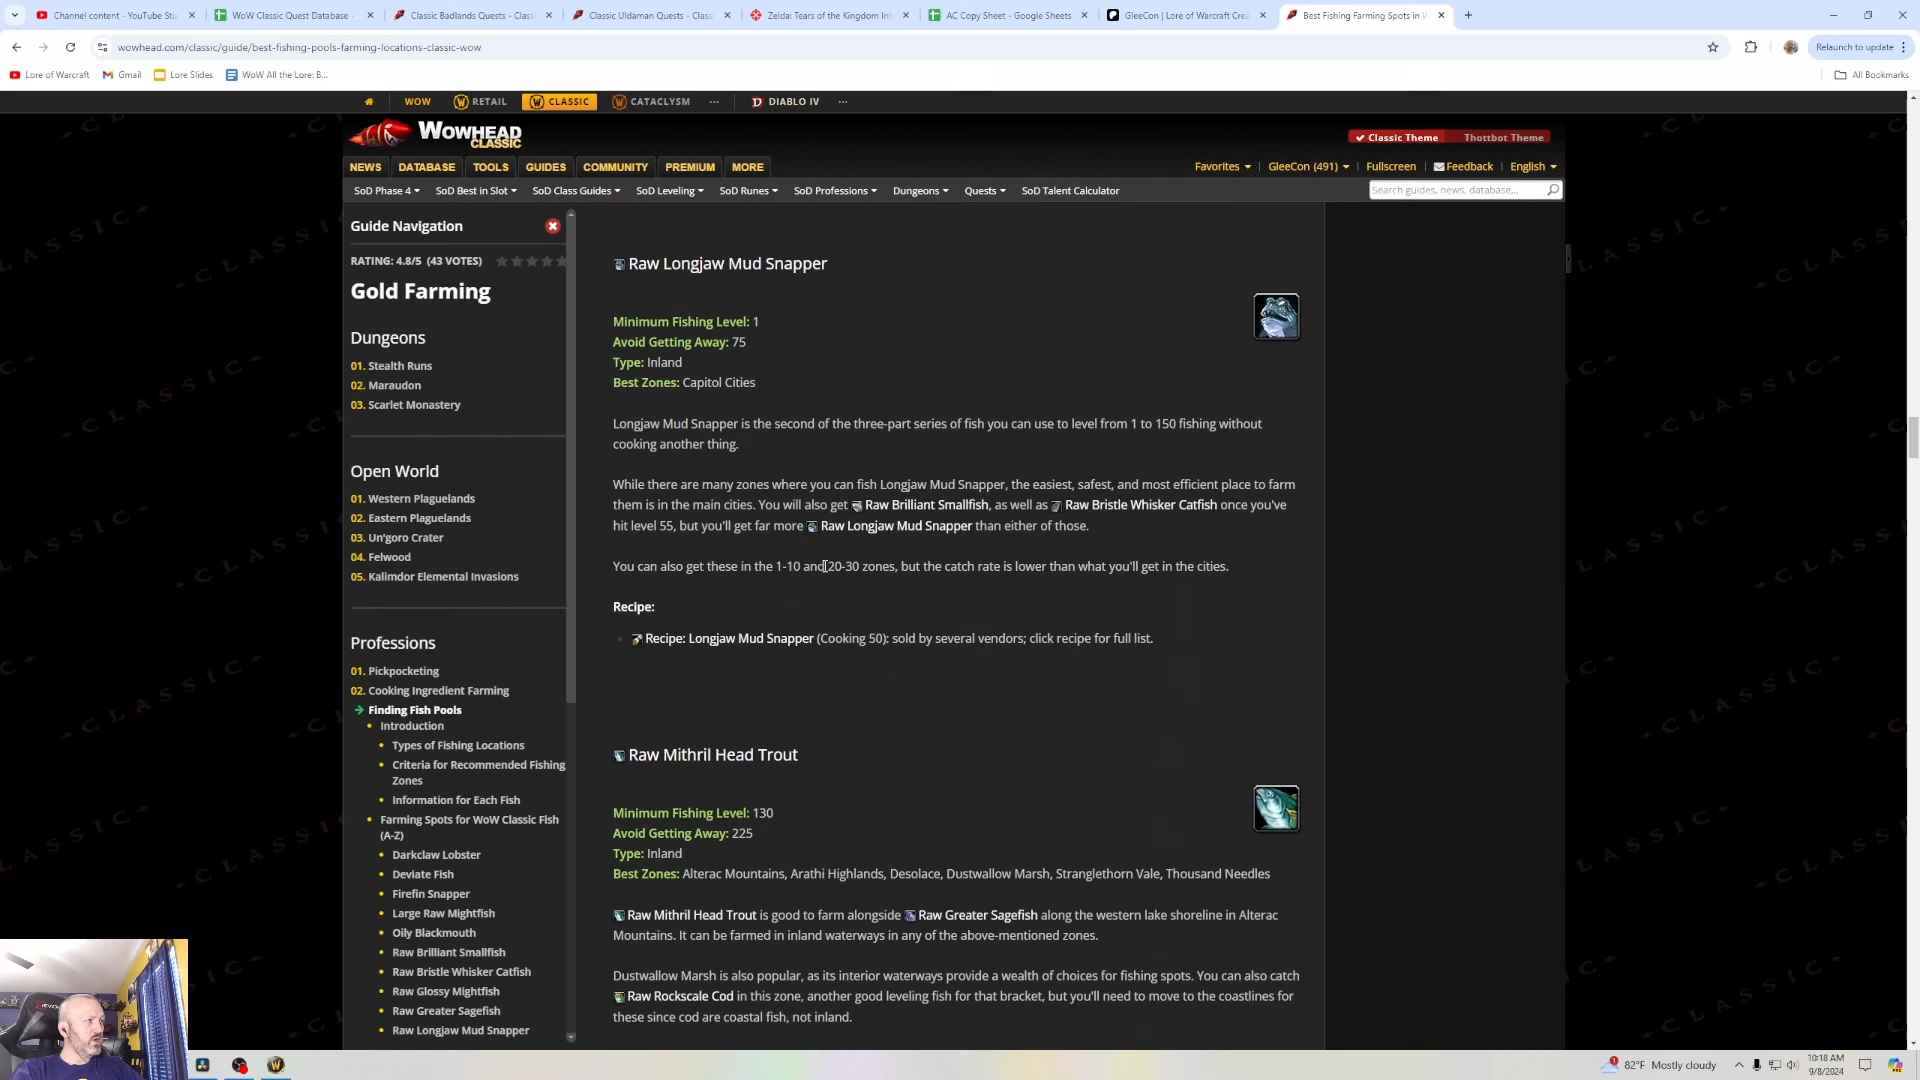 Channel content - YouTube Stu
WoW Classic Quest Database -
Classic Badlands Quests - Class
Classic Uldaman Quests - Class
Zelda: Tears of the Kingdom Int
AC Copy Sheet - Google Sheets
GleeCon | Lore of Warcraft Crea
Best Fishing Farming Spots in W
wowhead.com/classic/guide/best-fishing-pools-farming-locations-classic-wow
Relaunch to update
Lore of Warcraft Gmail Lore Slides WoW All the Lore: B... All Bookmarks
WOW RETAIL CLASSIC CATACLYSM ... DIABLO IV ...
WOWHEAD
CLASSIC
Classic Theme Thottbot Theme
NEWS DATABASE TOOLS GUIDES COMMUNITY PREMIUM MORE
Favorites | GleeCon (491) | Fullscreen | Feedback | English
SoD Phase 4 SoD Best in Slot SoD Class Guides SoD Leveling SoD Runes SoD Professions Dungeons Quests SoD Talent Calculator
Search guides, news, database...
Guide Navigation
RATING: 4.8/5 (43 VOTES)
Gold Farming
Dungeons
01. Stealth Runs
02. Maraudon
03. Scarlet Monastery
Open World
01. Western Plaguelands
02. Eastern Plaguelands
03. Un'goro Crater
04. Felwood
05. Kalimdor Elemental Invasions
Professions
01. Pickpocketing
02. Cooking Ingredient Farming
Finding Fish Pools
Introduction
Types of Fishing Locations
Criteria for Recommended Fishing
Zones
Information for Each Fish
Farming Spots for WoW Classic Fish
(A-Z)
Darkclaw Lobster
Deviate Fish
Firefin Snapper
Large Raw Mightfish
Oily Blackmouth
Raw Brilliant Smallfish
Raw Bristle Whisker Catfish
Raw Glossy Mightfish
Raw Greater Sagefish
Raw Longjaw Mud Snapper
Raw Longjaw Mud Snapper
Minimum Fishing Level: 1
Avoid Getting Away: 75
Type: Inland
Best Zones: Capitol Cities
Longjaw Mud Snapper is the second of the three-part series of fish you can use to level from 1 to 150 fishing without
cooking another thing.
While there are many zones where you can fish Longjaw Mud Snapper, the easiest, safest, and most efficient place to farm
them is in the main cities. You will also get Raw Brilliant Smallfish, as well as Raw Bristle Whisker Catfish once you've
hit level 55, but you'll get far more Raw Longjaw Mud Snapper than either of those.
You can also get these in the 1-10 and 20-30 zones, but the catch rate is lower than what you'll get in the cities.
Recipe:
Recipe: Longjaw Mud Snapper (Cooking 50): sold by several vendors; click recipe for full list.
Raw Mithril Head Trout
Minimum Fishing Level: 130
Avoid Getting Away: 225
Type: Inland
Best Zones: Alterac Mountains, Arathi Highlands, Desolace, Dustwallow Marsh, Stranglethorn Vale, Thousand Needles
Raw Mithril Head Trout is good to farm alongside Raw Greater Sagefish along the western lake shoreline in Alterac
Mountains. It can be farmed in inland waterways in any of the above-mentioned zones.
Dustwallow Marsh is also popular, as its interior waterways provide a wealth of choices for fishing spots. You can also catch
Raw Rockscale Cod in this zone, another good leveling fish for that bracket, but you'll need to move to the coastlines for
these since cod are coastal fish, not inland.
82°F Mostly cloudy
10:18 AM
9/8/2024